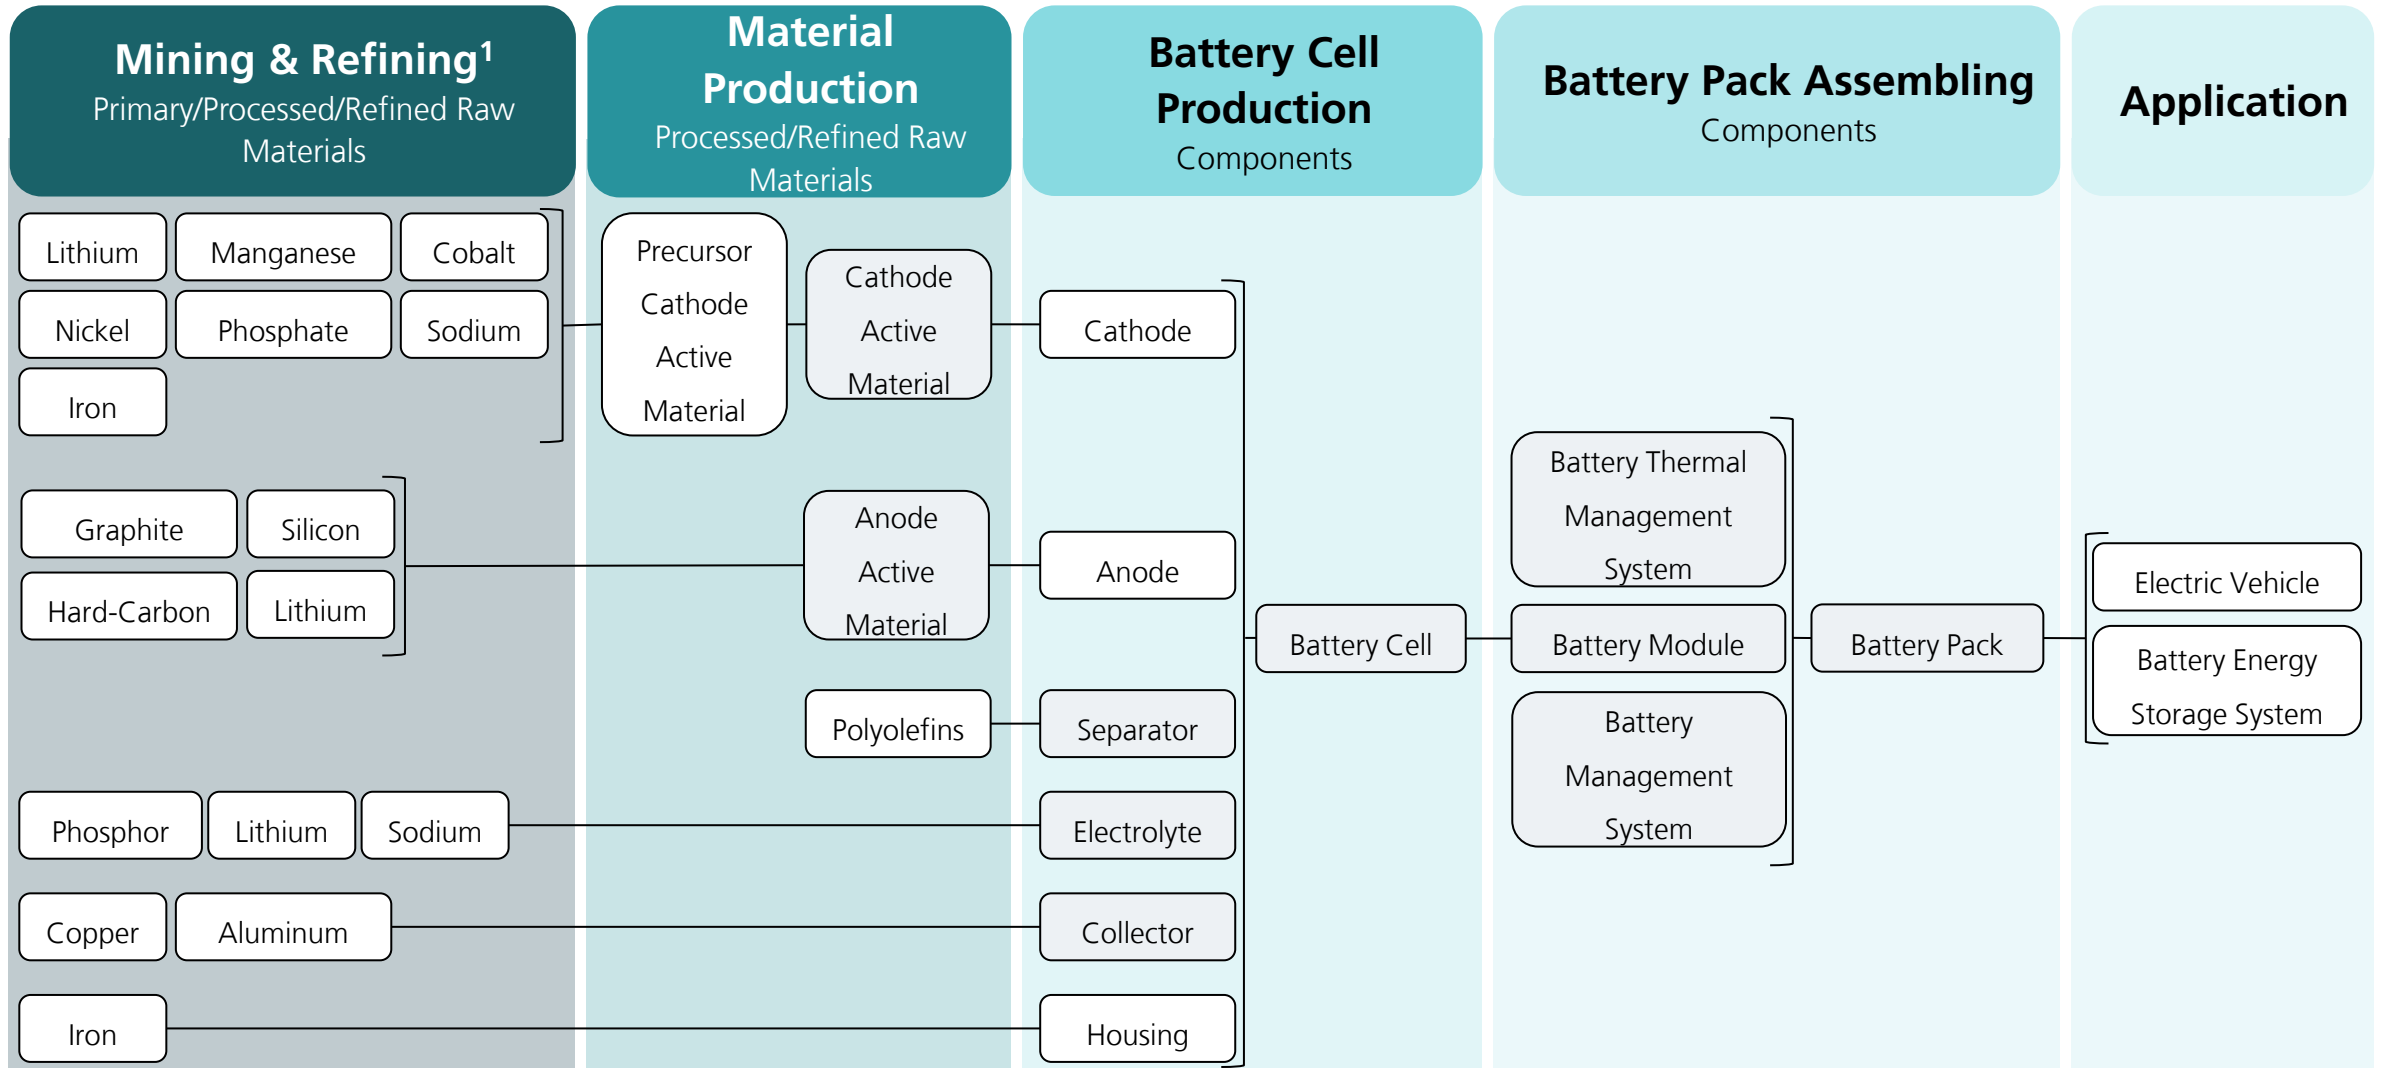 Mining & Refining¹
Primary/Processed/Refined Raw
Materials
Material
Production
Processed/Refined Raw
Materials
Battery Cell
Production
Components
Battery Pack Assembling
Components
Application
Lithium
Manganese
Cobalt
Nickel
Phosphate
Sodium
Iron
Precursor
Cathode
Active
Material
Cathode
Active
Material
Cathode
Graphite
Silicon
Hard-Carbon
Lithium
Anode
Active
Material
Anode
Polyolefins
Separator
Phosphor
Lithium
Sodium
Electrolyte
Copper
Aluminum
Collector
Iron
Housing
Battery Cell
Battery Thermal
Management
System
Battery Module
Battery
Management
System
Battery Pack
Electric Vehicle
Battery Energy
Storage System